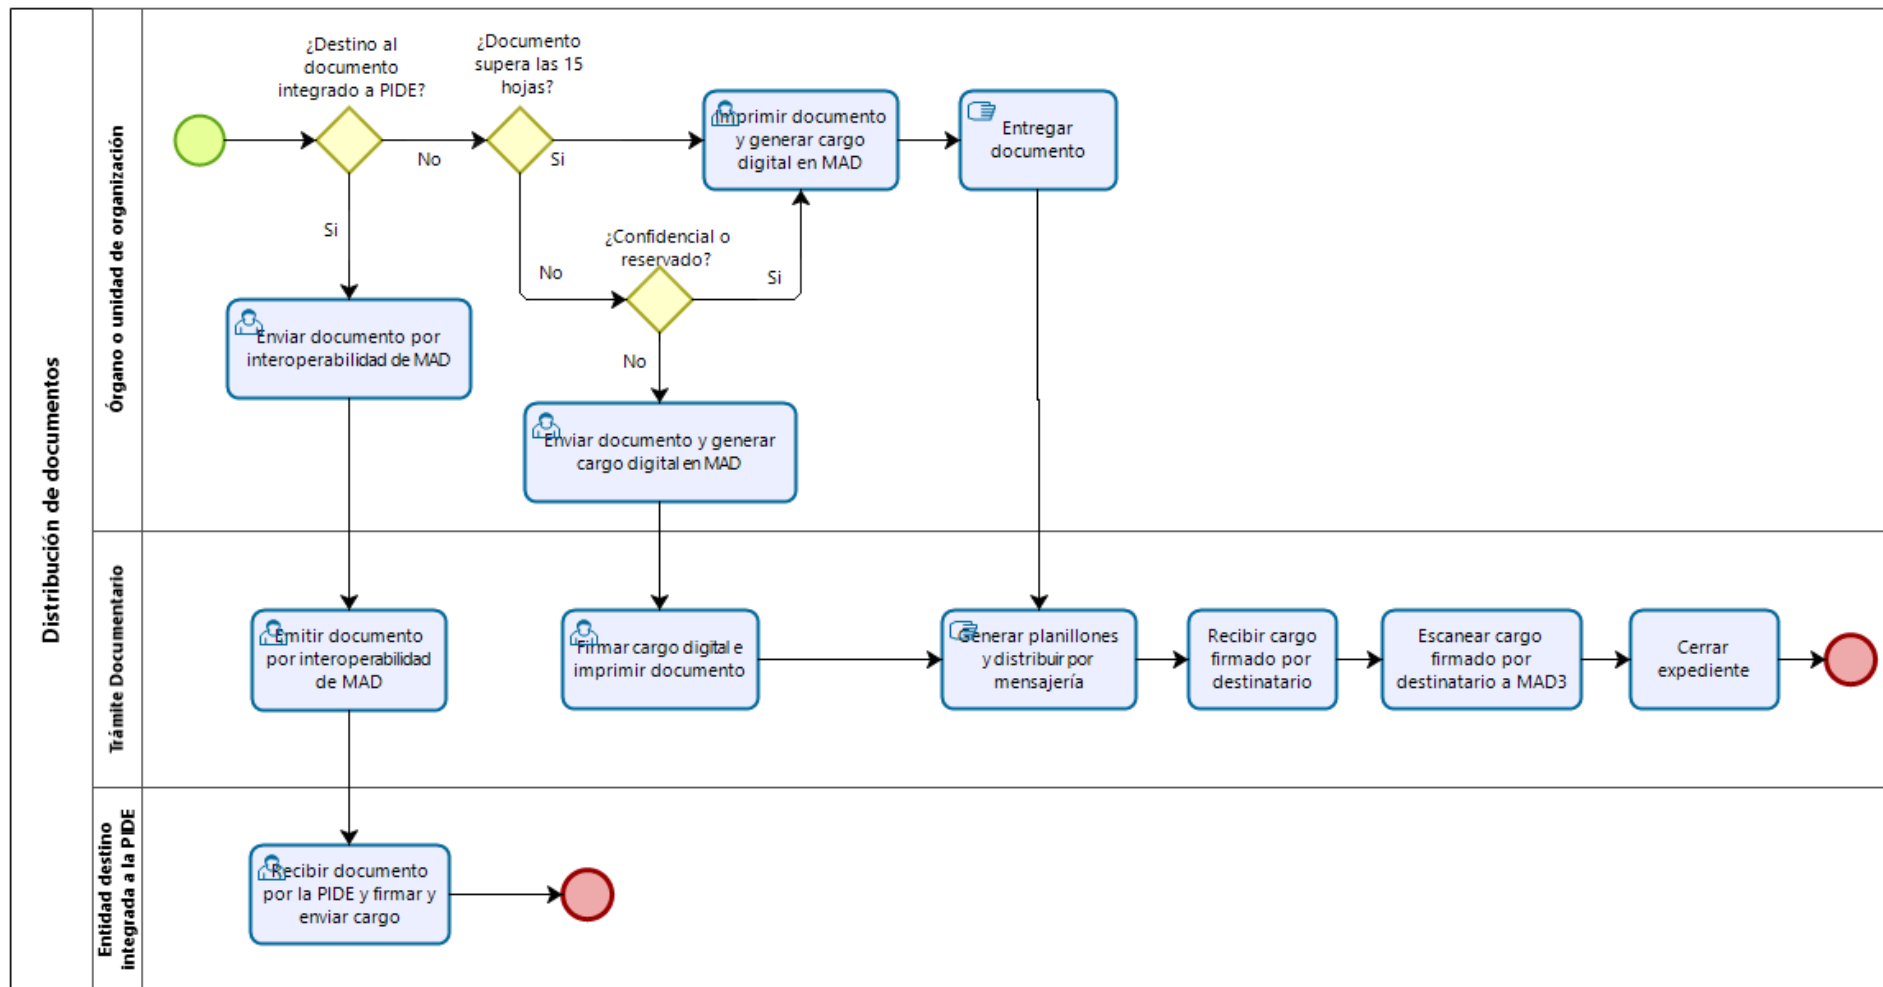 Distribución de documentos
Órgano o unidad de organización
¿Destino al
documento
integrado a PIDE?
¿Documento
supera las 15
hojas?
No
Si
Si
Imprimir documento
y generar cargo
digital en MAD
Entregar
documento
¿Confidencial o
reservado?
No
Si
No
Enviar documento por
interoperabilidad de MAD
Enviar documento y generar
cargo digital en MAD
Trámite Documentario
Emitir documento
por interoperabilidad
de MAD
Firmar cargo digital e
imprimir documento
Generar planillones
y distribuir por
mensajería
Recibir cargo
firmado por
destinatario
Escanear cargo
firmado por
destinatario a MAD3
Cerrar
expediente
Entidad destino
integrada a la PIDE
Recibir documento
por la PIDE y firmar y
enviar cargo